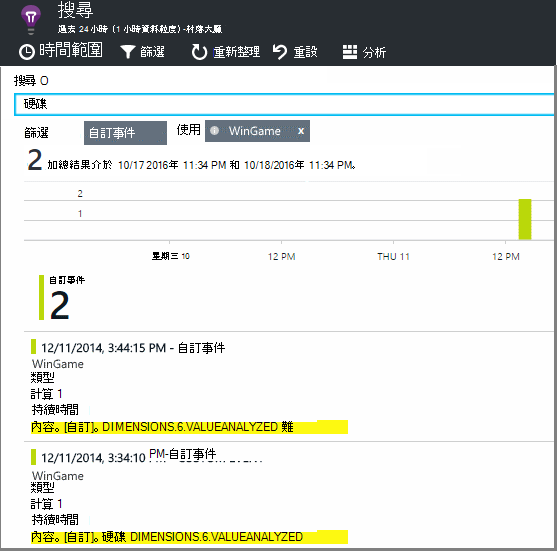 搜尋
過去 24 小時 (1 小時資料粒度) -村落大廳
時間範圍 篩選 重新整理 重設 分析
搜尋 O
硬碟
篩選 自訂事件 使用 WinGame x
2 加總結果介於 10/17 2016年 11:34 PM 和 10/18/2016年 11:34 PM。
2
1
星期三 10 12 PM THU 11 12 PM
自訂事件
2
12/11/2014, 3:44:15 PM - 自訂事件
WinGame
類型
計算 1
持續時間
內容。[自訂]。DIMENSIONS.6.VALUEANALYZED 難
12/11/2014, 3:34:10 PM-自訂事件
WinGame
類型
計算 1
持續時間
內容。[自訂]。硬碟 DIMENSIONS.6.VALUEANALYZED